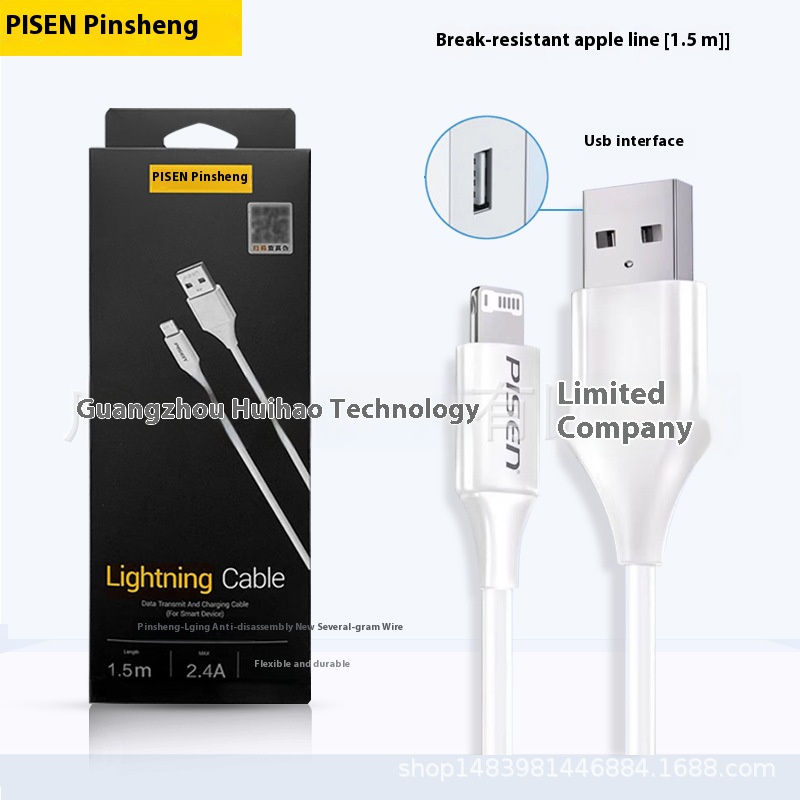 PISEN Pinsheng
Break-resistant apple line [1.5 m]]
Usb interface
PISEN Pinsheng
PISEN
PISEN
Guangzhou Huihao Technology
Limited
Company
Lightning Cable
Data Transmit And Charging Cable
(For Smart Device)
Pinsheng-Lging Anti-disassembly New Several-gram Wire
Length
MAX
1.5m
2.4A
Flexible and durable
shop1483981446884.1688.com